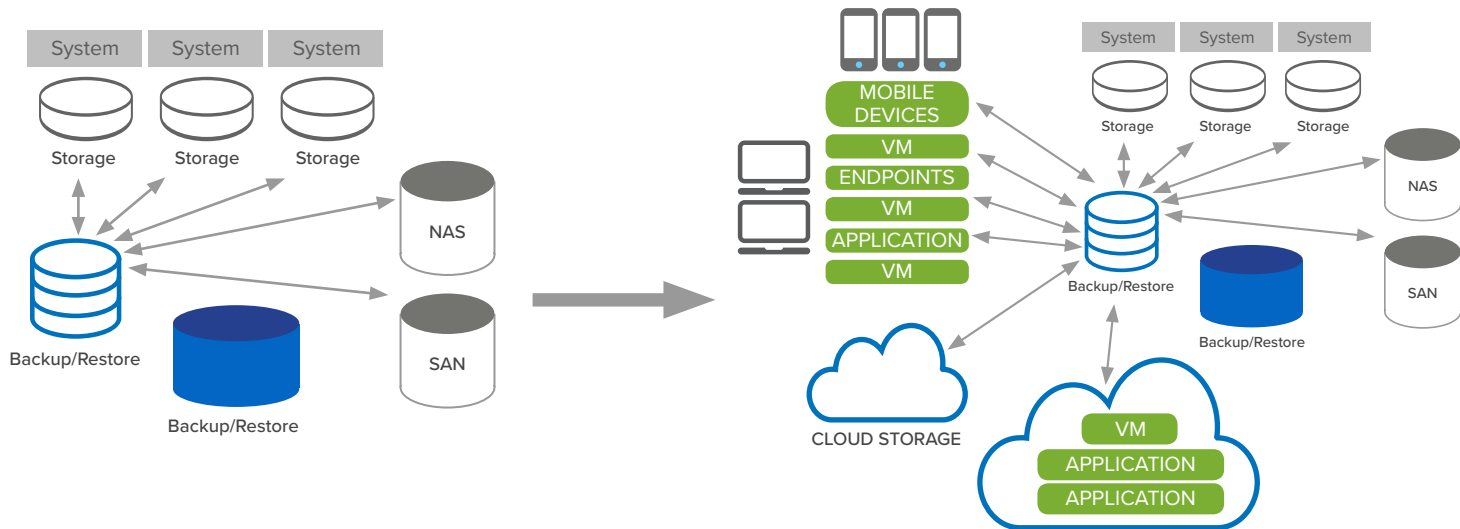 System
System
System
Storage
Storage
Storage
NAS
SAN
Backup/Restore
Backup/Restore
MOBILE
DEVICES
VM
ENDPOINTS
VM
APPLICATION
VM
System
System
System
Storage
Storage
Storage
NAS
SAN
Backup/Restore
Backup/Restore
CLOUD STORAGE
VM
APPLICATION
APPLICATION